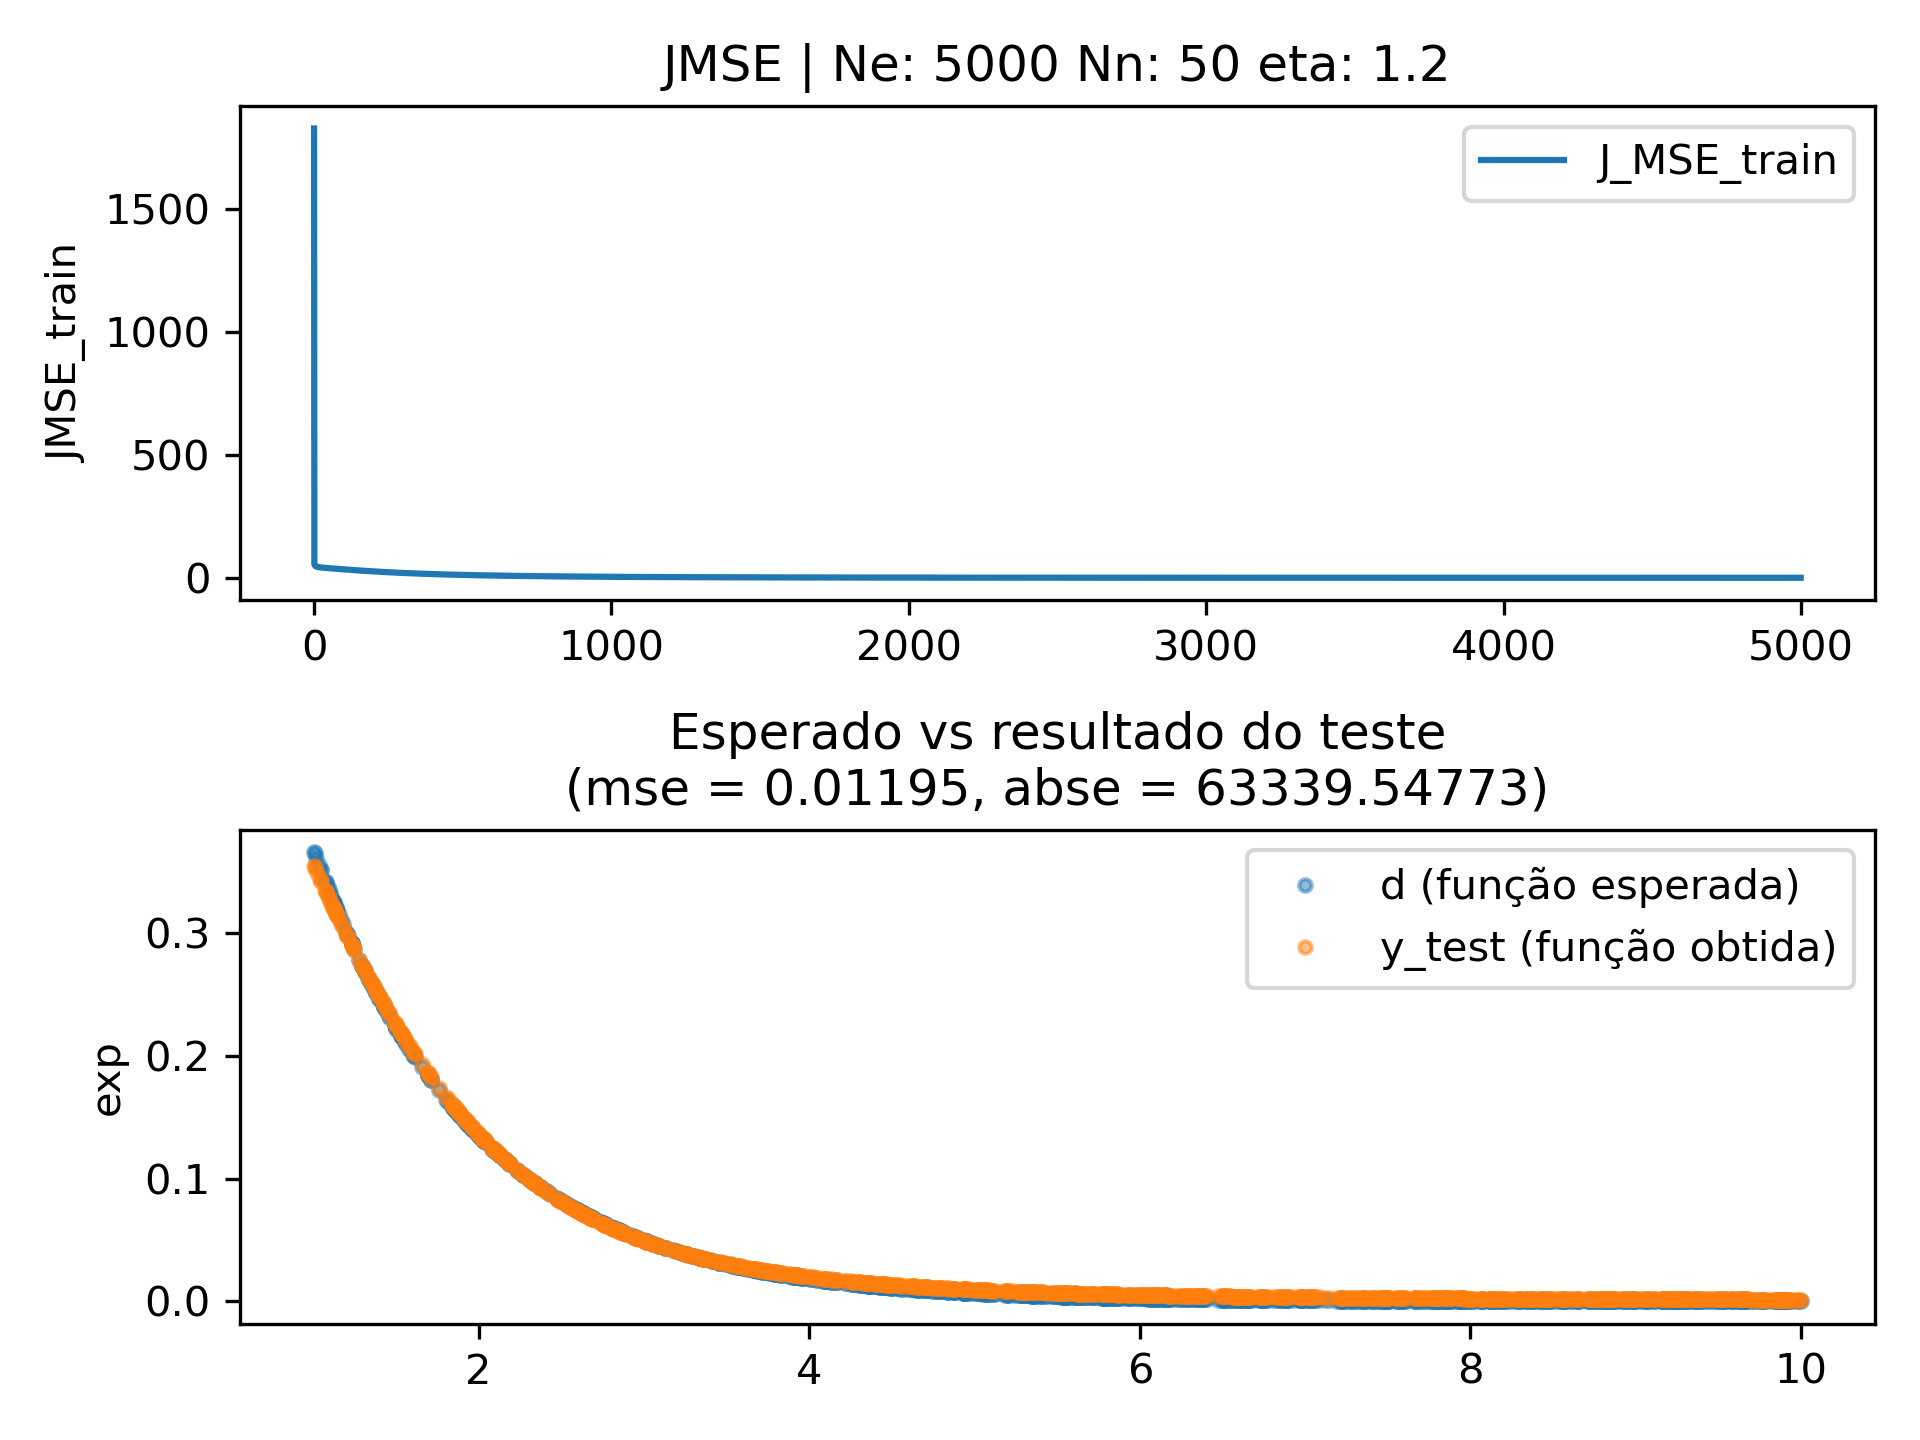 JMSE | Ne: 5000 Nn: 50 eta: 1.2
J_MSE_train
JMSE_train
1500
1000
500
0
0 1000 2000 3000 4000 5000
Esperado vs resultado do teste
(mse = 0.01195, abse = 63339.54773)
d (função esperada)
y_test (função obtida)
exp
0.3
0.2
0.1
0.0
2 4 6 8 10